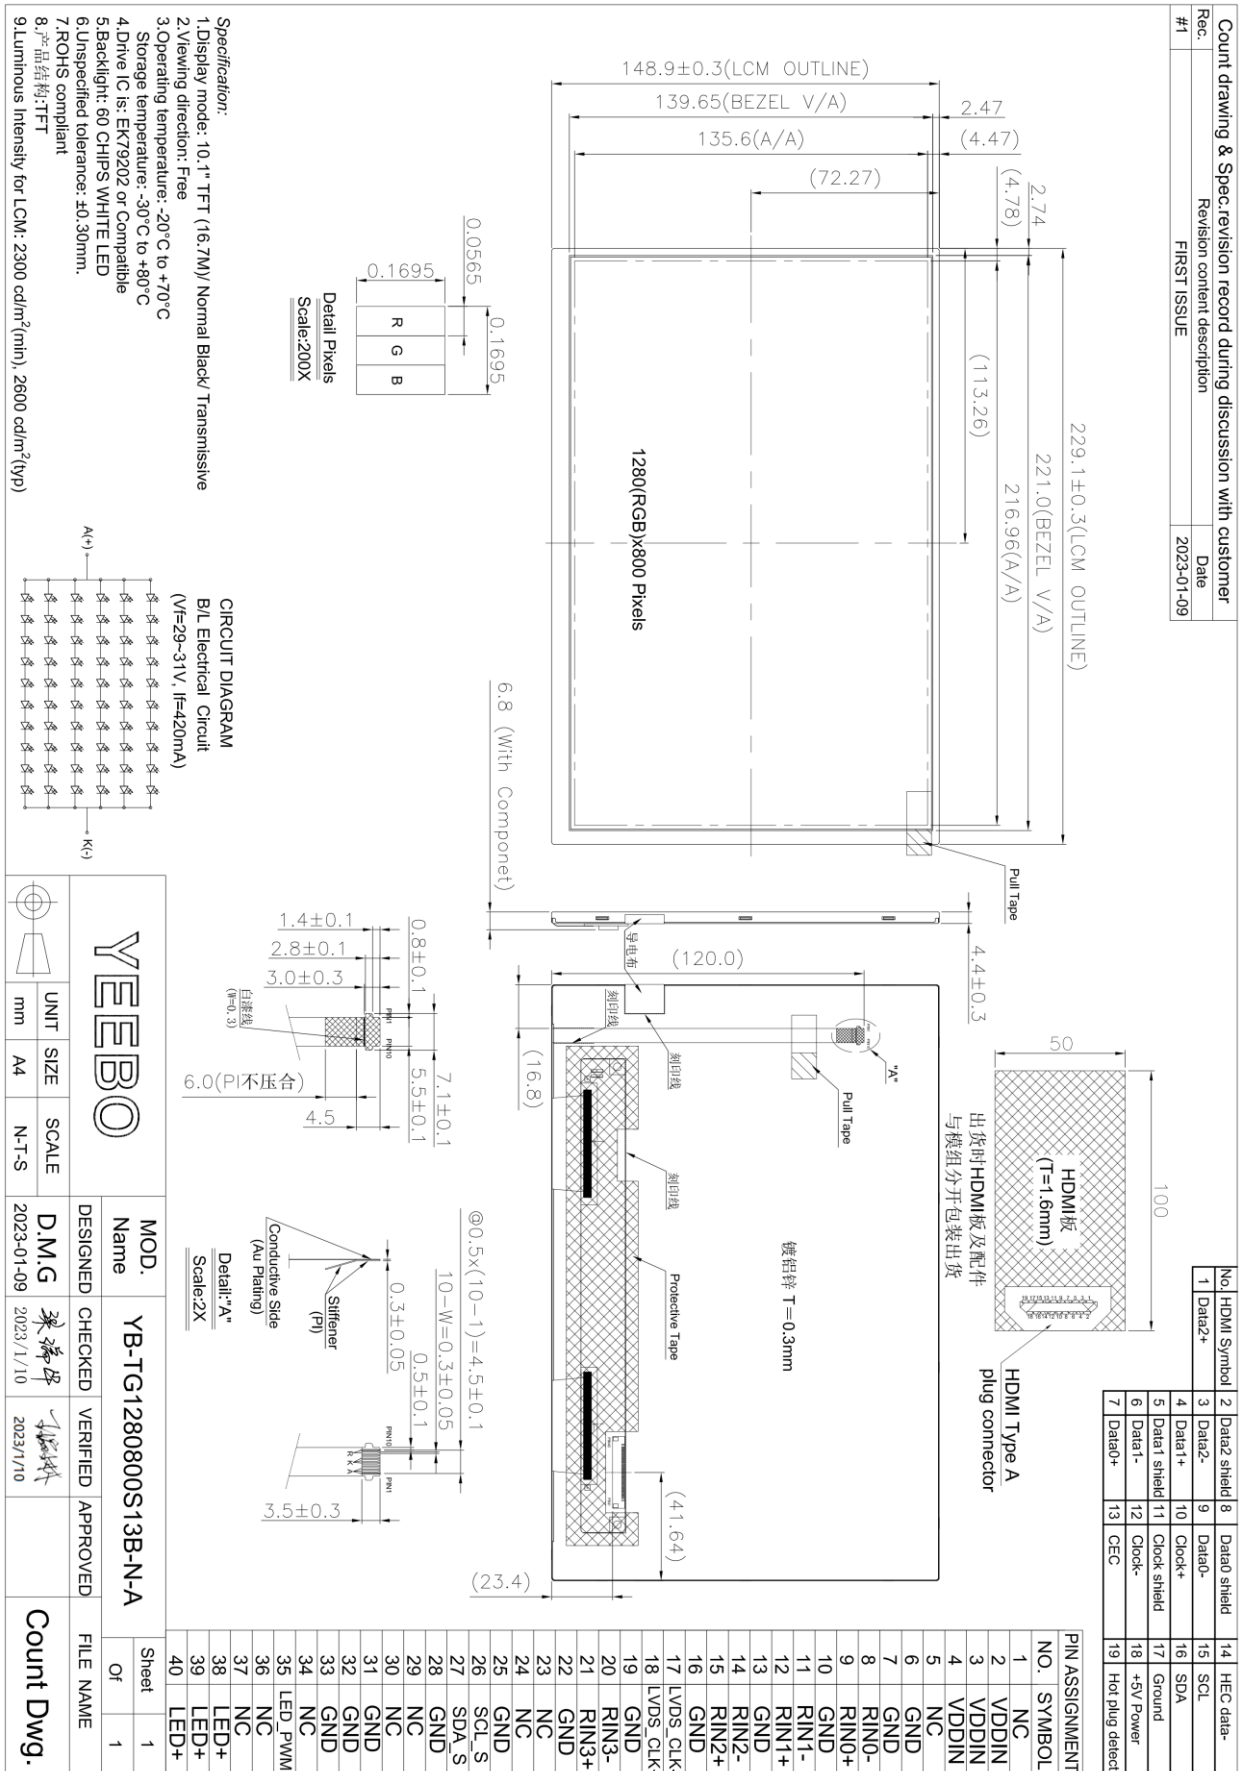 Count drawing & Spec.revision record during discussion with customer
Rec. Revision content description Date
#1 FIRST ISSUE 2023-01-09
229.1±0.3(LCM OUTLINE)
221.0(BEZEL V/A)
216.96(A/A)
(113.26)
2.74
(4.78)
148.9±0.3(LCM OUTLINE)
139.65(BEZEL V/A)
135.6(A/A)
(72.27)
2.47
(4.47)
1280(RGB)x800 Pixels
Pull Tape
4.4±0.3
6.8 (With Componet)
导电布
0.0565
0.1695
0.1695
R G B
Detail Pixels
Scale:200X
50
100
HDMI板
(T=1.6mm)
出货时HDMI板及配件
与模组分开包装出货
HDMI Type A
plug connector
No. HDMI Symbol
1 Data2+
2 Data2 shield
3 Data2-
4 Data1+
5 Data1 shield
6 Data1-
7 Data0+
8 Data0 shield
9 Data0-
10 Clock+
11 Clock shield
12 Clock-
13 CEC
14 HEC data-
15 SCL
16 SDA
17 Ground
18 +5V Power
19 Hot plug detect
(120.0)
(16.8)
刻印线
刻印线
刻印线
"A"
Pull Tape
镀铝锌 T=0.3mm
Protective Tape
(41.64)
(23.4)
PIN ASSIGNMENT
NO. SYMBOL
1 NC
2 VDDIN
3 VDDIN
4 VDDIN
5 NC
6 GND
7 GND
8 RIN0-
9 RIN0+
10 GND
11 RIN1-
12 RIN1+
13 GND
14 RIN2-
15 RIN2+
16 GND
17 LVDS_CLK-
18 LVDS_CLK+
19 GND
20 RIN3-
21 RIN3+
22 GND
23 NC
24 NC
25 GND
26 SCL_S
27 SDA_S
28 GND
29 NC
30 NC
31 GND
32 GND
33 GND
34 NC
35 LED_PWM
36 NC
37 NC
38 LED+
39 LED+
40 LED+
0.8±0.1
1.4±0.1
2.8±0.1
3.0±0.3
白漆线
(W=0.3)
PIN1
PIN10
7.1±0.1
5.5±0.1
6.0(PI不压合)
4.5
@0.5x(10-1)=4.5±0.1
10-W=0.3±0.05
0.5±0.1
0.3±0.05
Stiffener
(PI)
Conductive Side
(Au Plating)
Detail:"A"
Scale:2X
PIN10
PIN1
R K A
3.5±0.3
Specification:
1.Display mode: 10.1" TFT (16.7M)/ Normal Black/ Transmissive
2.Viewing direction: Free
3.Operating temperature: -20°C to +70°C
Storage temperature: -30°C to +80°C
4.Drive IC is: EK79202 or Compatible
5.Backlight: 60 CHIPS WHITE LED
6.Unspecified tolerance: ±0.30mm.
7.ROHS compliant
8.产品结构:TFT
9.Luminous Intensity for LCM: 2300 cd/m²(min), 2600 cd/m²(typ)
CIRCUIT DIAGRAM
B/L Electrical Circuit
(Vf=29~31V, If=420mA)
A(+)
K(-)
YEEBO
UNIT SIZE SCALE
mm A4 N-T-S
MOD. Name YB-TG1280800S13B-N-A
Sheet 1
Of 1
DESIGNED CHECKED VERIFIED APPROVED FILE NAME
D.M.G
2023-01-09
2023/1/10
2023/1/10
Count Dwg.